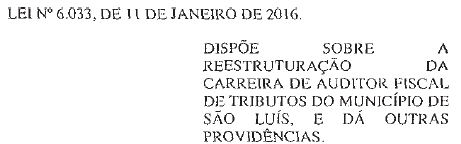 LEI Nº 6.033, DE 11 DE JANEIRO DE 2016.
DISPÕE SOBRE A
REESTRUTURAÇÃO DA
CARREIRA DE AUDITOR FISCAL
DE TRIBUTOS DO MUNICÍPIO DE
SÃO LUÍS, E DÁ OUTRAS
PROVIDÊNCIAS.